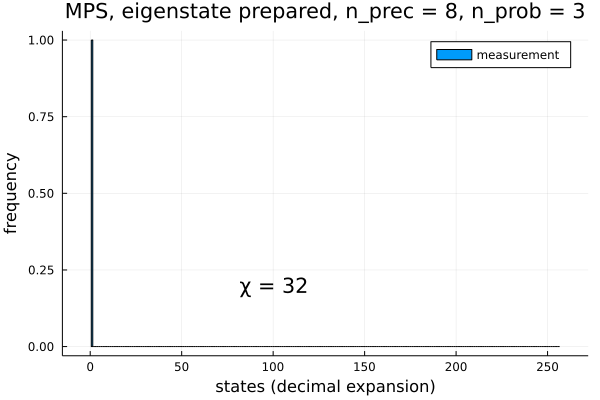 MPS, eigenstate prepared, n_prec = 8, n_prob = 3
1.00
measurement
0.75
frequency
0.50
0.25
χ = 32
0.00
0 50 100 150 200 250
states (decimal expansion)